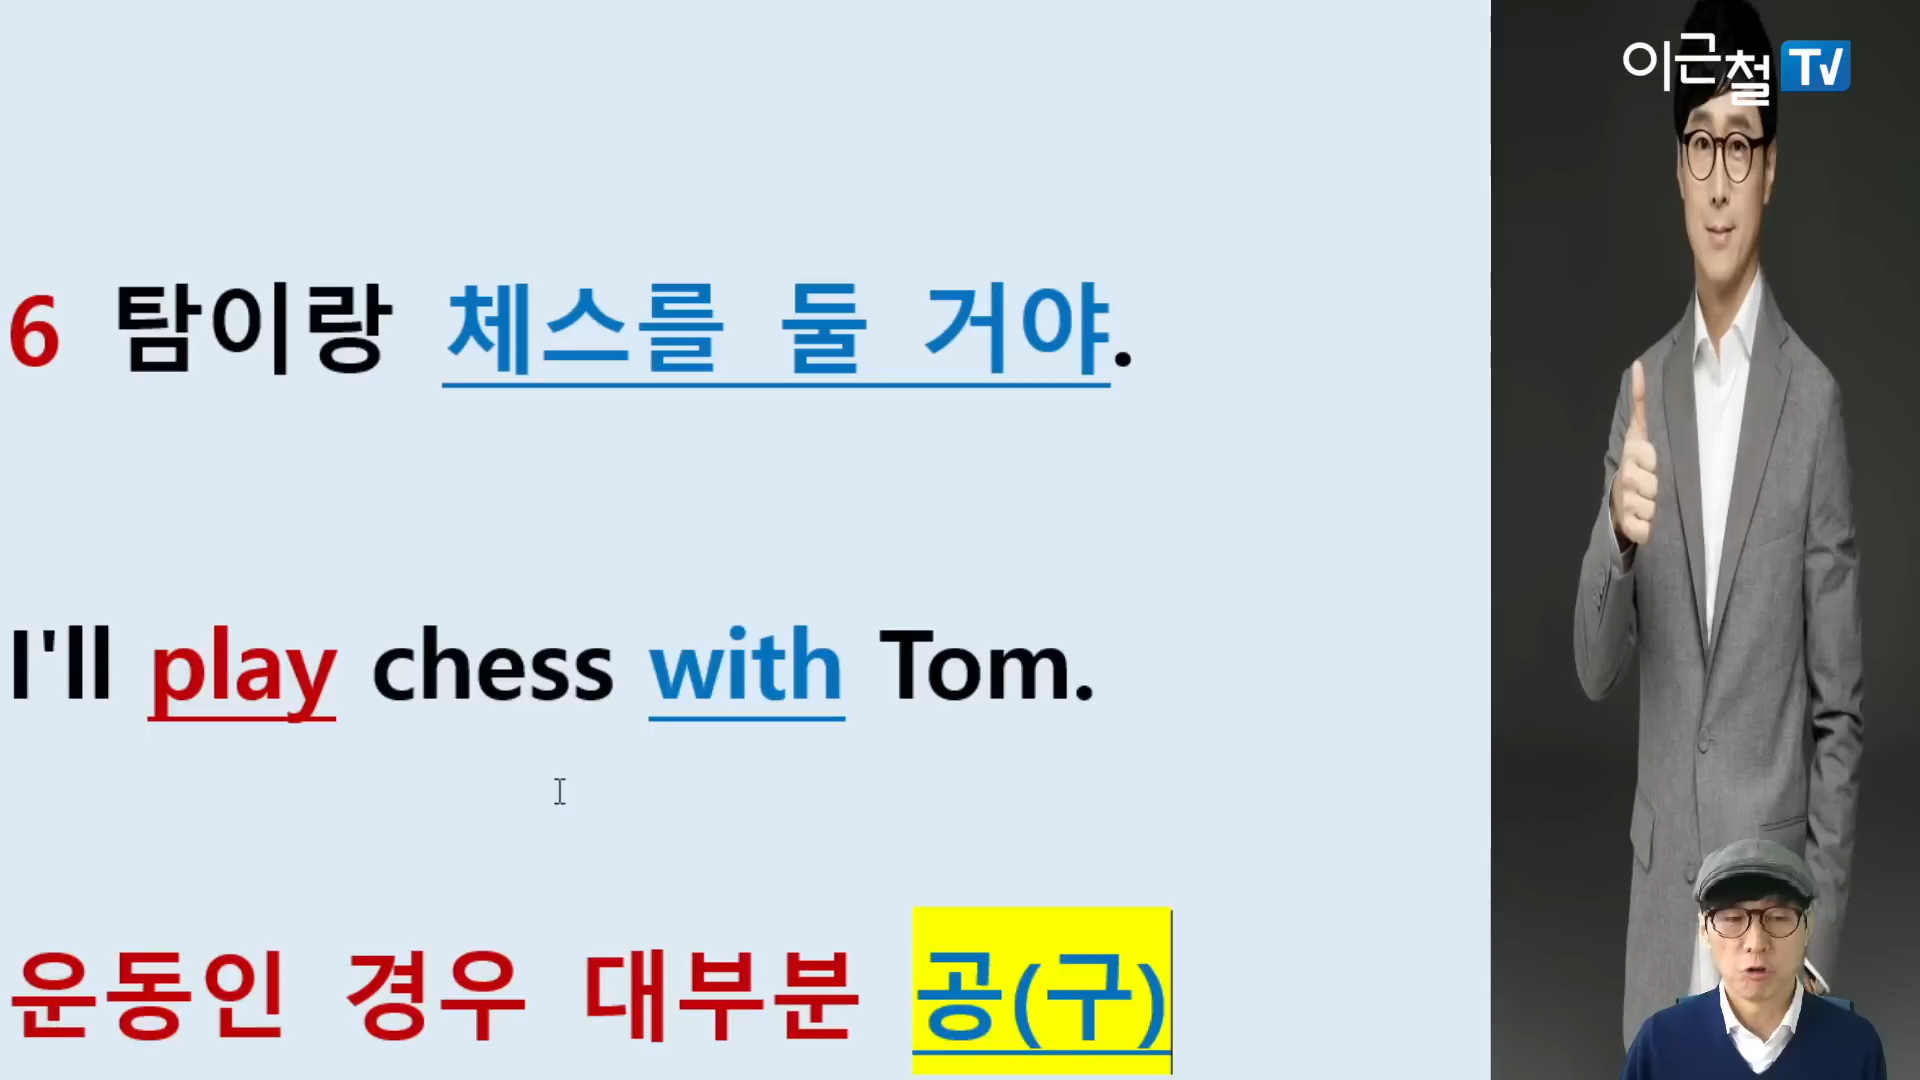 이근철 TV
6 탐이랑 체스를 둘 거야.
I'll play chess with Tom.
운동인 경우 대부분 공(구)